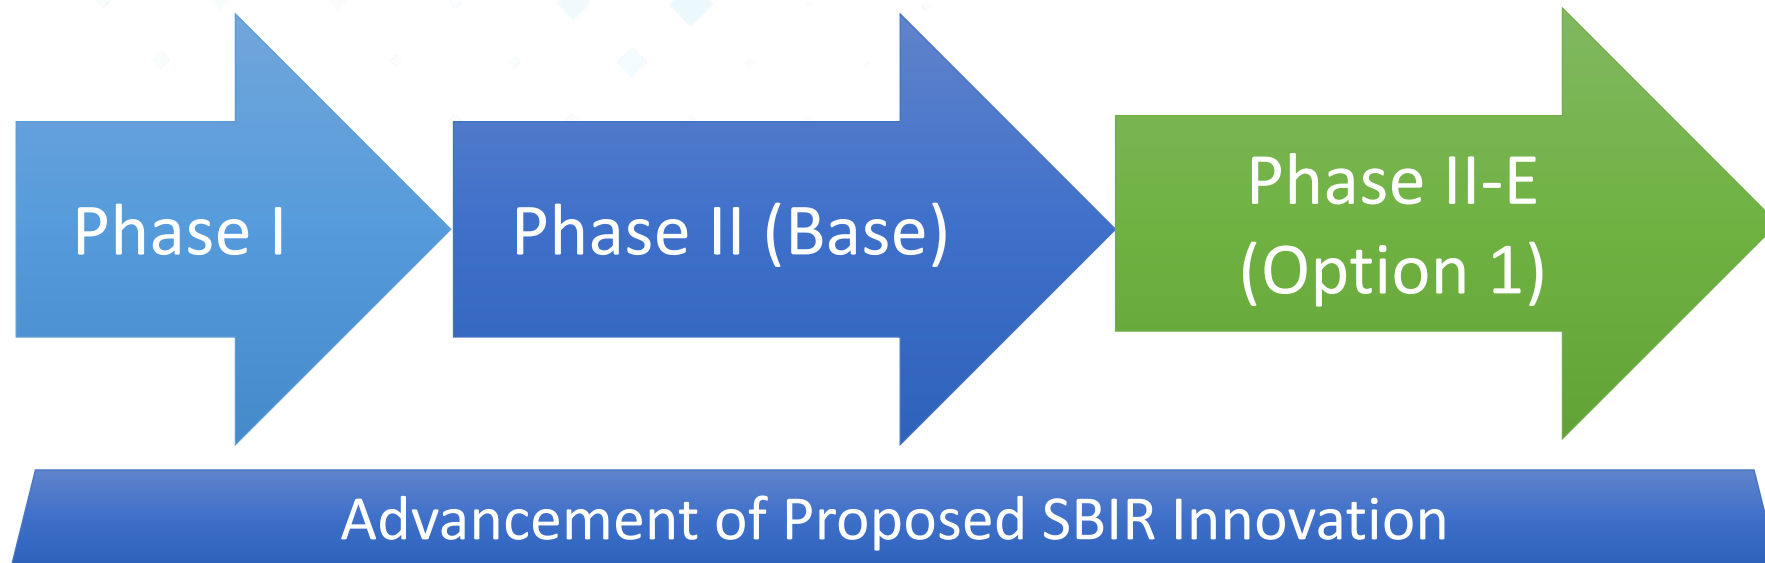 Phase I
Phase II (Base)
Phase II-E
(Option 1)
Advancement of Proposed SBIR Innovation